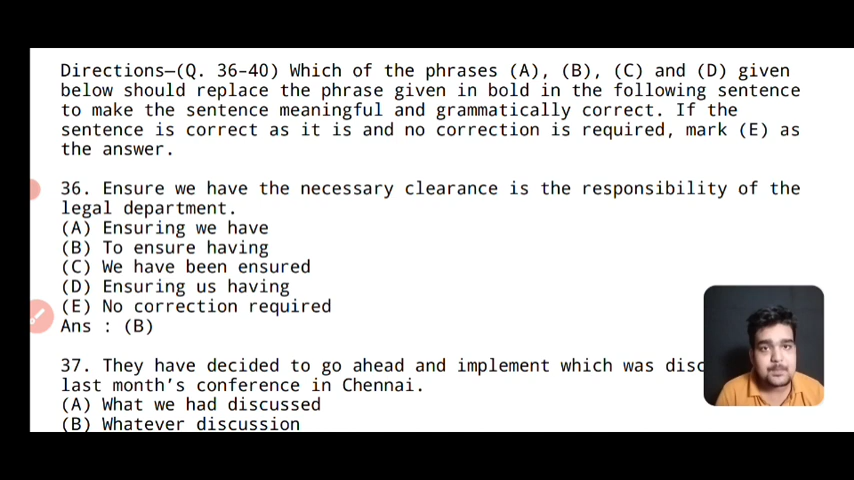 Directions—(Q. 36-40) Which of the phrases (A), (B), (C) and (D) given
below should replace the phrase given in bold in the following sentence
to make the sentence meaningful and grammatically correct. If the
sentence is correct as it is and no correction is required, mark (E) as
the answer.
36. Ensure we have the necessary clearance is the responsibility of the
legal department.
(A) Ensuring we have
(B) To ensure having
(C) We have been ensured
(D) Ensuring us having
(E) No correction required
Ans : (B)
37. They have decided to go ahead and implement which was
last month’s conference in Chennai.
(A) What we had discussed
(B) Whatever discussion